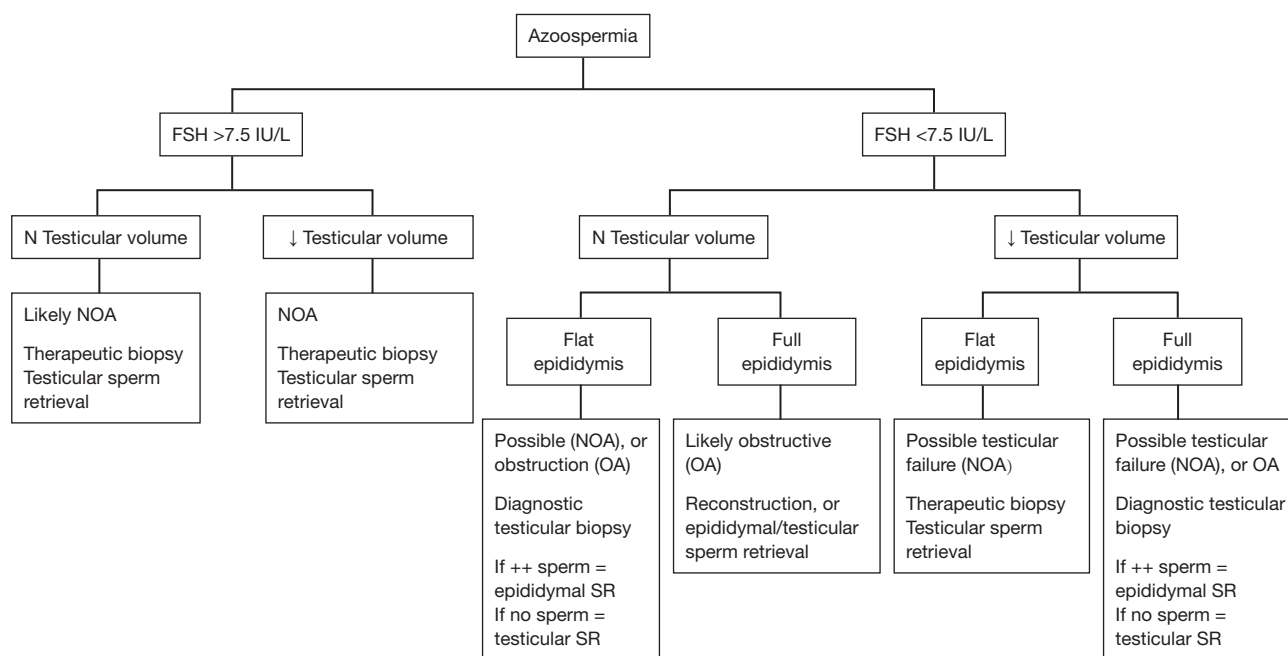 Azoospermia
FSH >7.5 IU/L
FSH <7.5 IU/L
N Testicular volume
↓ Testicular volume
N Testicular volume
↓ Testicular volume
Likely NOA
Therapeutic biopsy
Testicular sperm
retrieval
NOA
Therapeutic biopsy
Testicular sperm
retrieval
Flat
epididymis
Full
epididymis
Flat
epididymis
Full
epididymis
Possible (NOA), or
obstruction (OA)
Diagnostic
testicular biopsy
If ++ sperm =
epididymal SR
If no sperm =
testicular SR
Likely obstructive
(OA)
Reconstruction, or
epididymal/testicular
sperm retrieval
Possible testicular
failure (NOA)
Therapeutic biopsy
Testicular sperm
retrieval
Possible testicular
failure (NOA), or OA
Diagnostic testicular
biopsy
If ++ sperm =
epididymal SR
If no sperm =
testicular SR